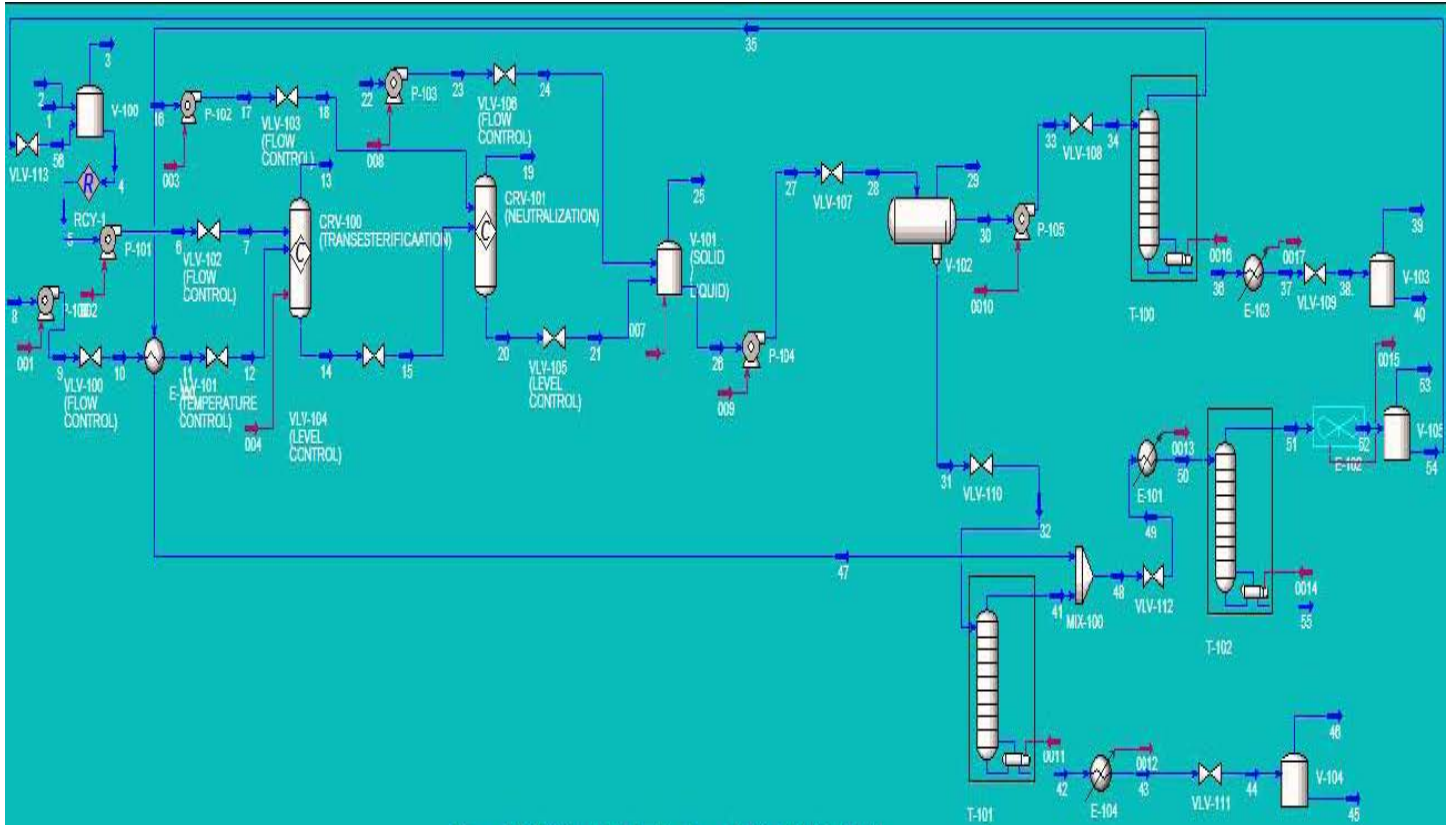 35
3
2
1
V-100
VLV-113
56
4
R
RCY-1
5
P-101
6
7
VLV-102
(FLOW
CONTROL)
8
001
9
VLV-100
(FLOW
CONTROL)
10
11
12
VLV-101
(TEMPERATURE
CONTROL)
16
P-102
003
17
VLV-103
(FLOW
CONTROL)
18
13
C
CRV-100
(TRANSESTERIFICAATION)
004
14
15
VLV-104
(LEVEL
CONTROL)
22
P-103
008
23
VLV-106
(FLOW
CONTROL)
24
19
C
CRV-101
(NEUTRALIZATION)
20
VLV-105
(LEVEL
CONTROL)
21
25
V-101
(SOLID
/
LIQUID)
007
26
P-104
009
27
VLV-107
28
29
V-102
30
P-105
0010
31
VLV-110
32
33
VLV-108
34
T-100
0016
36
0017
E-103
37
VLV-109
38
39
V-103
40
47
41
MIX-100
48
VLV-112
49
E-101
0013
50
T-102
0014
55
51
E-102
52
0015
53
V-105
54
T-101
0011
42
0012
E-104
43
VLV-111
44
46
V-104
45